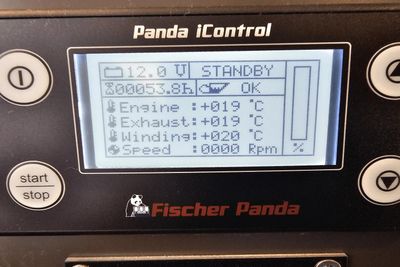 Panda iControl
12.0 V STANDBY
00053.8h OK
Engine :+019 °C
Exhaust:+019 °C
Winding:+020 °C
Speed :0000 Rpm %
start
stop
Fischer Panda